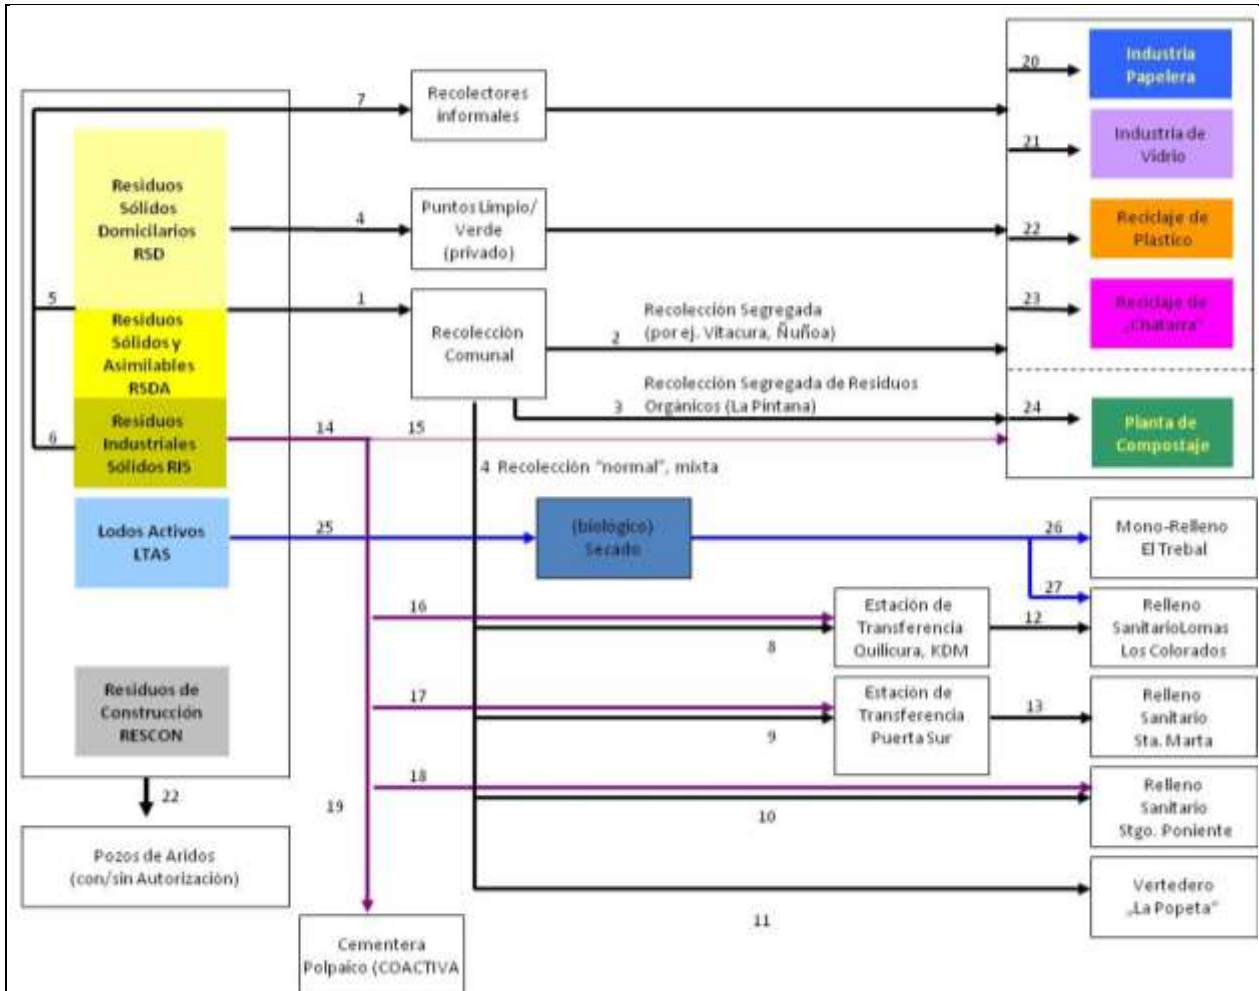 20
Industria
Papelera
7
Recolectores
informales
21
Industria de
Vidrio
Residuos
Sólidos
Domicilarios
RSD
4
Puntos Limpio/
Verde
(privado)
22
Reciclaje de
Plastico
5
1
Recolección
Comunal
Recolección Segregada
2 (por ej. Vitacura, Ñuñoa)
23
Reciclaje de
„Chatarra“
Residuos
Sólidos y
Asimilables
RSDA
Recolección Segregada de Residuos
3 Orgánicos (La Pintana)
24
Planta de
Compostaje
6
Residuos
Industriales
Sólidos RIS
14
15
4 Recolección "normal", mixta
Lodos Activos
LTAS
25
(biológico)
Secado
26
Mono-Relleno
El Trebal
27
16
8
Estación de
Transferencia
Quilicura, KDM
12
Relleno
SanitarioLomas
Los Colorados
Residuos de
Construcción
RESCON
17
9
Estación de
Transferencia
Puerta Sur
13
Relleno
Sanitario
Sta. Marta
22
18
19
10
Relleno
Sanitario
Stgo. Poniente
Pozos de Aridos
(con/sin Autorización)
11
Vertedero
„La Popeta“
Cementera
Polpaico (COACTIVA